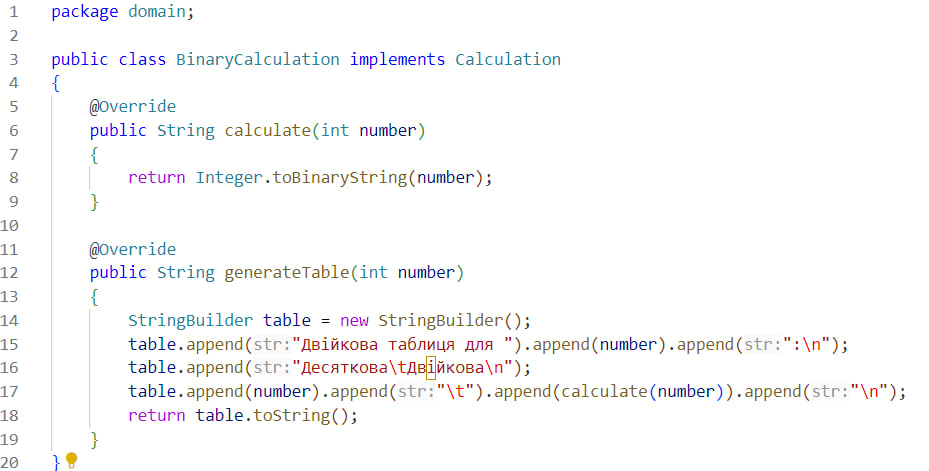 1 package domain;
2
3 public class BinaryCalculation implements Calculation
4 {
5     @Override
6     public String calculate(int number)
7     {
8         return Integer.toBinaryString(number);
9     }
10
11     @Override
12     public String generateTable(int number)
13     {
14         StringBuilder table = new StringBuilder();
15         table.append(str:"Двійкова таблиця для ").append(number).append(str:":\n");
16         table.append(str:"Десяткова\tДвійкова\n");
17         table.append(number).append(str:"\t").append(calculate(number)).append(str:"\n");
18         return table.toString();
19     }
20 }